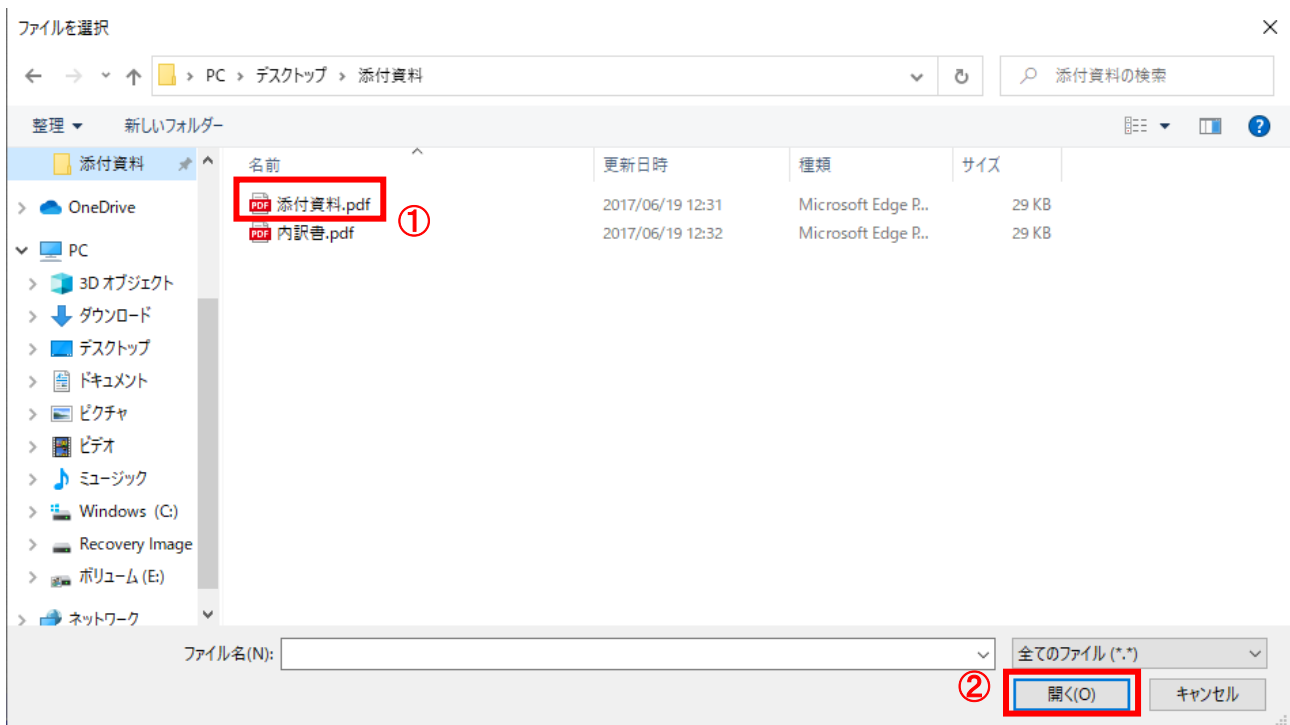 ファイルを選択
PC › デスクトップ › 添付資料
添付資料の検索
整理 新しいフォルダー
添付資料
OneDrive
PC
3D オブジェクト
ダウンロード
デスクトップ
ドキュメント
ピクチャ
ビデオ
ミュージック
Windows (C:)
Recovery Image
ボリューム (E:)
ネットワーク
名前 更新日時 種類 サイズ
添付資料.pdf 2017/06/19 12:31 Microsoft Edge P... 29 KB
①
内訳書.pdf 2017/06/19 12:32 Microsoft Edge P... 29 KB
ファイル名(N): 全てのファイル (*.*)
② 開く(O) キャンセル